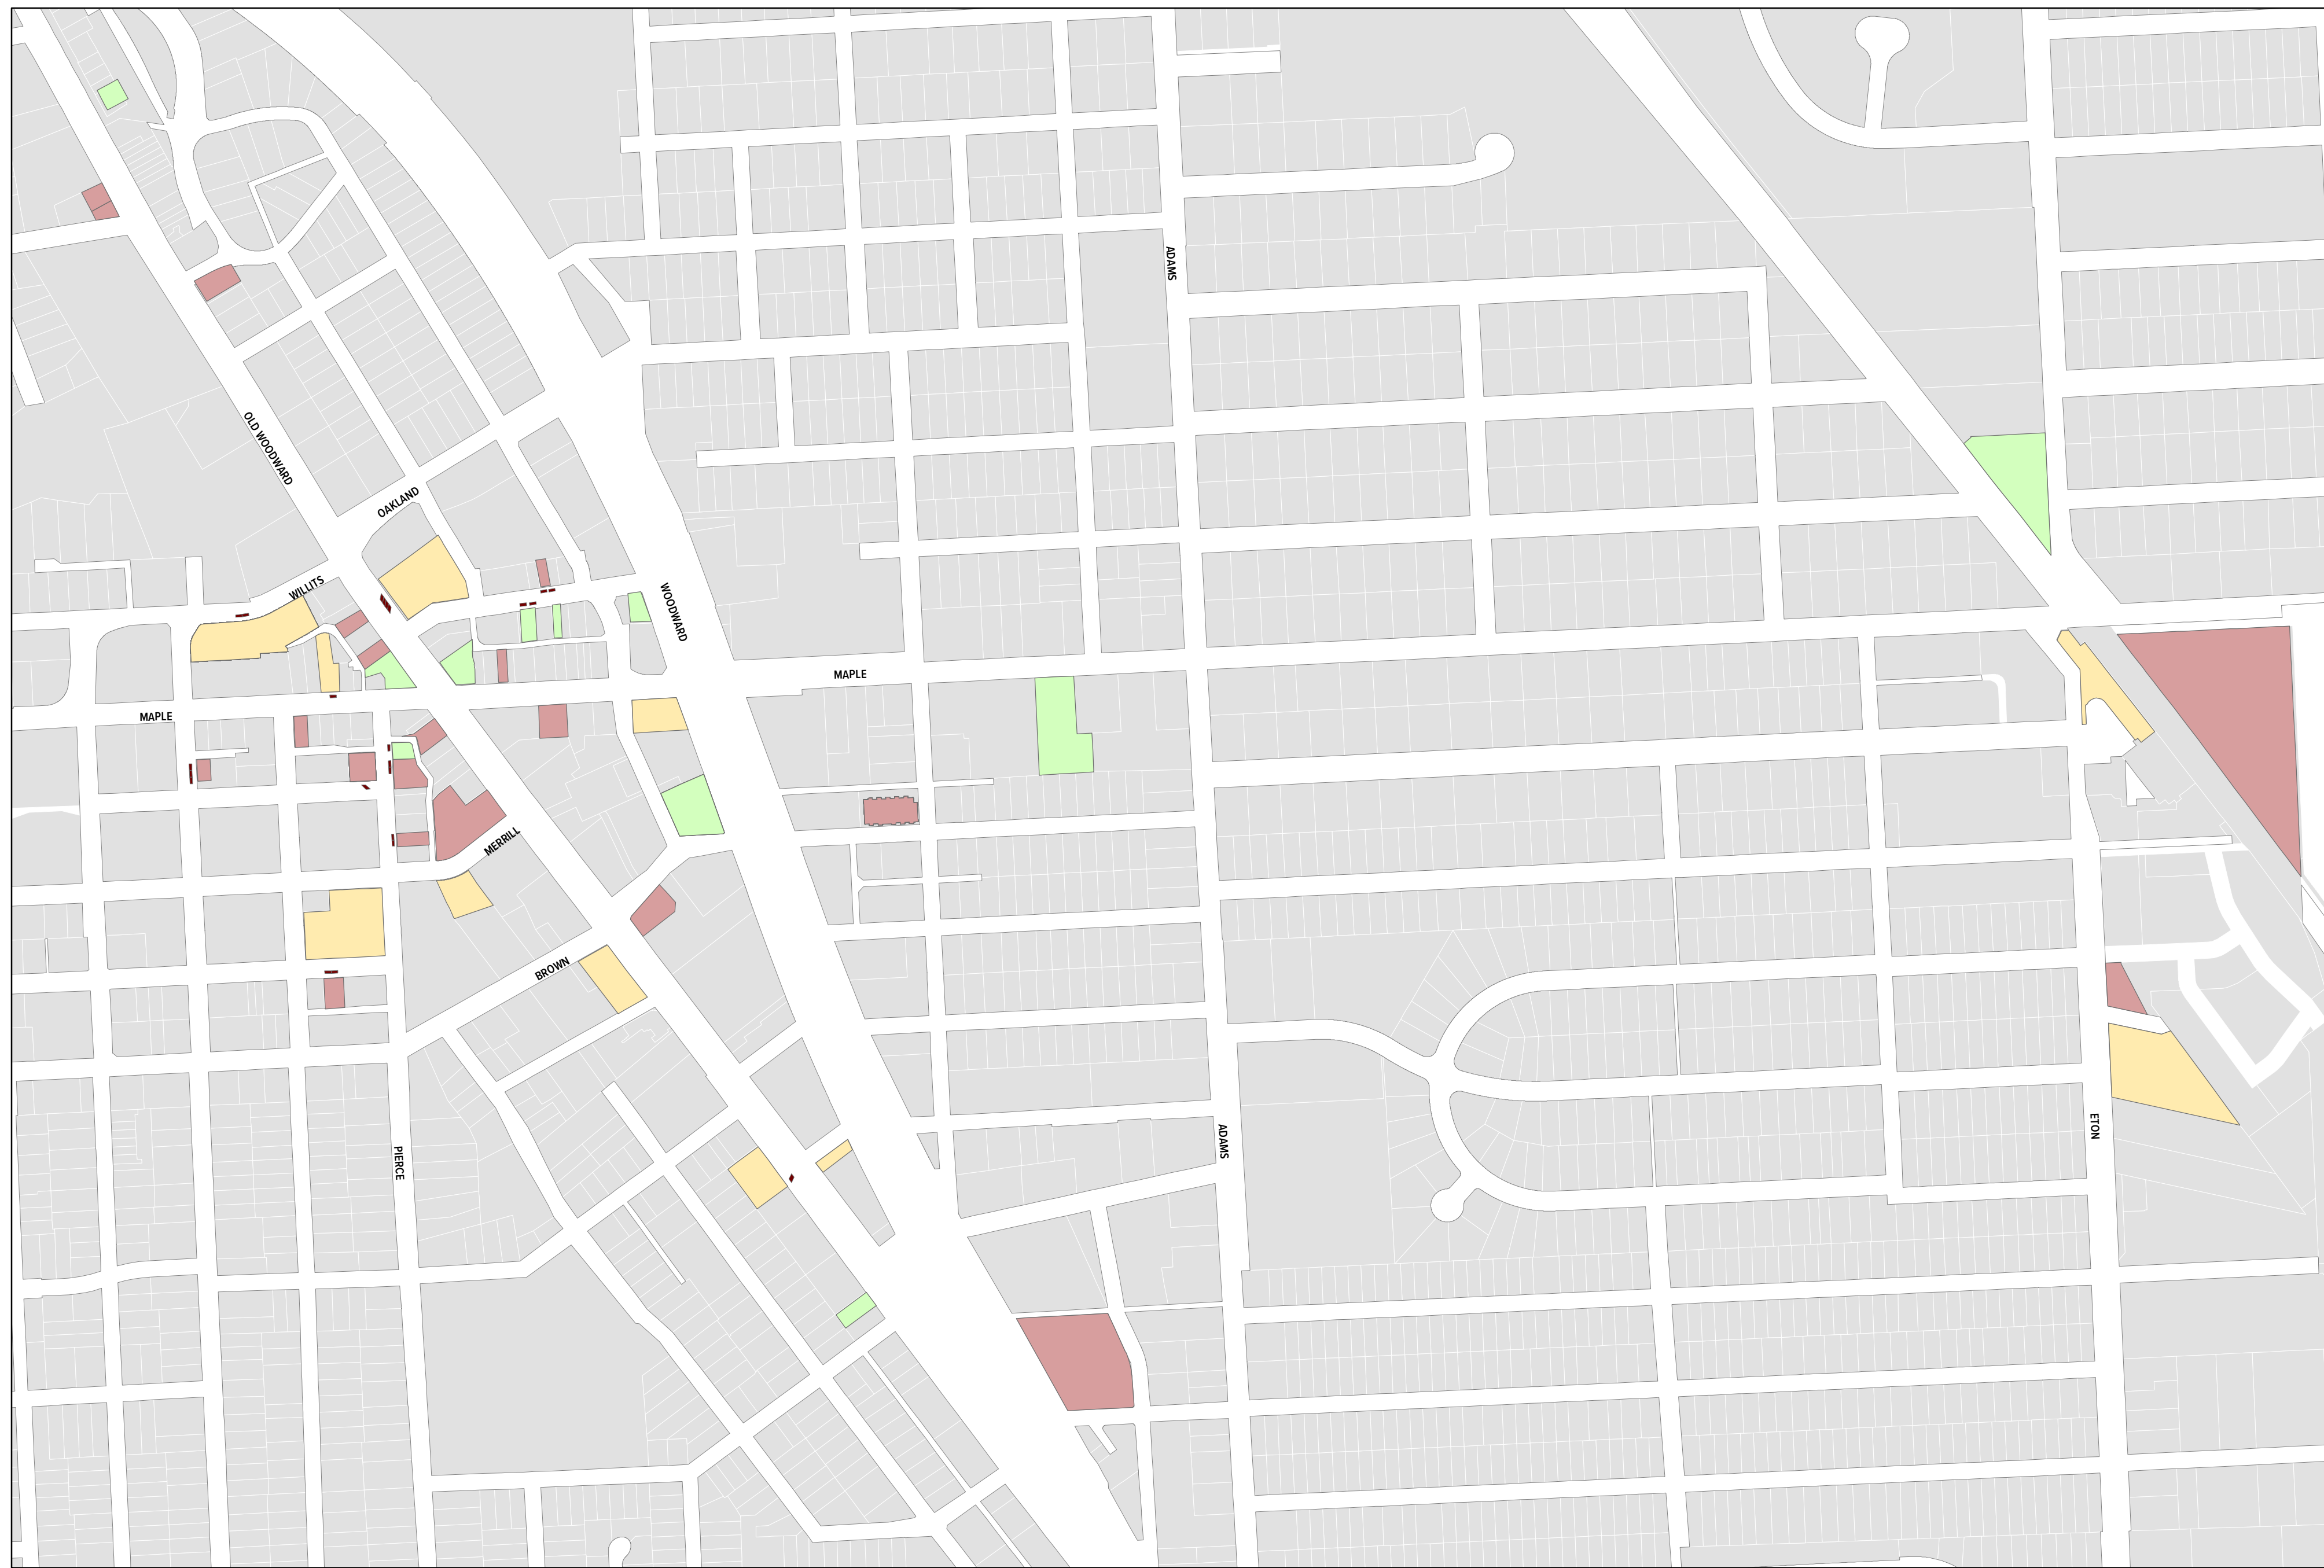 ADAMS
OLD WOODWARD
OAKLAND
WILLITS
WOODWARD
MAPLE
MAPLE
MERRILL
BROWN
PIERCE
ADAMS
ETON